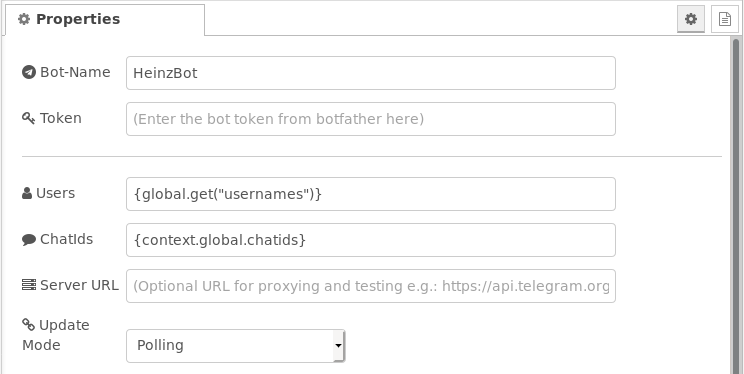 Properties
Bot-Name HeinzBot
Token (Enter the bot token from botfather here)
Users {global.get("usernames")}
ChatIds {context.global.chatids}
Server URL (Optional URL for proxying and testing e.g.: https://api.telegram.org
Update
Mode Polling